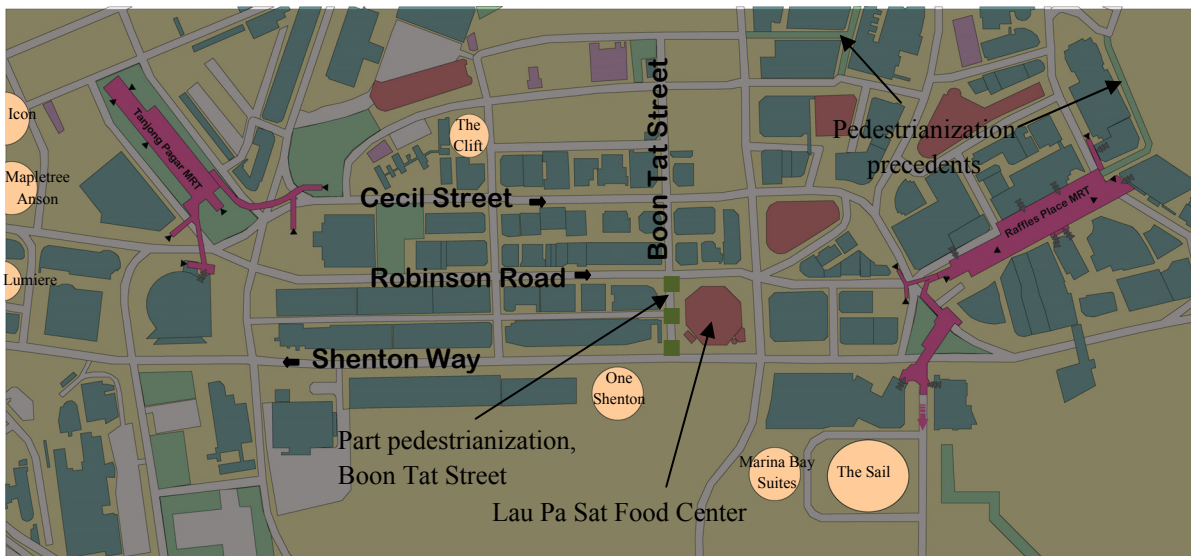 Icon
Mapletree
Anson
Lumiere
Tanjong Pagar MRT
The
Clift
Cecil Street
Boon Tat Street
Pedestrianization
precedents
Raffles Place MRT
Robinson Road
Shenton Way
One
Shenton
Part pedestrianization,
Boon Tat Street
Lau Pa Sat Food Center
Marina Bay
Suites
The Sail